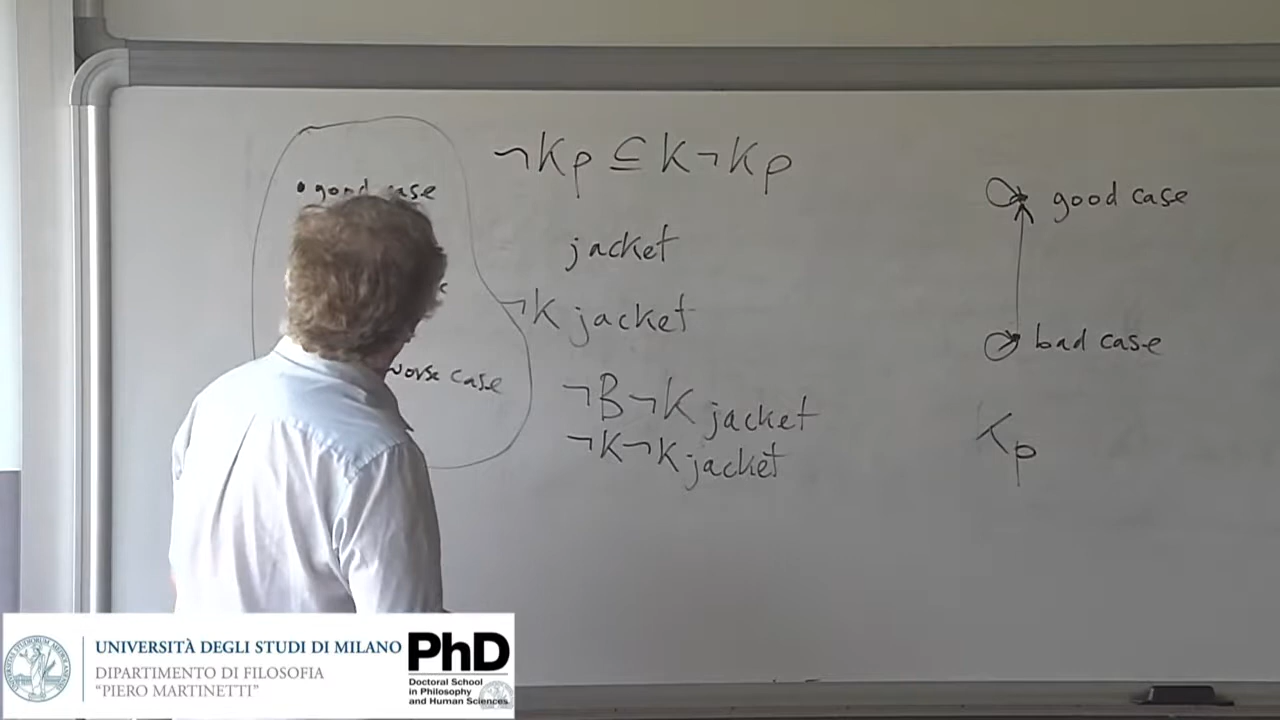 • good case
worse case
¬Kp ⊆ K¬Kp
jacket
¬K jacket
¬B¬K jacket
¬K¬K jacket
good case
bad case
Kp
UNIVERSITÀ DEGLI STUDI DI MILANO
DIPARTIMENTO DI FILOSOFIA
“PIERO MARTINETTI”
PhD
Doctoral School
in Philosophy
and Human Sciences